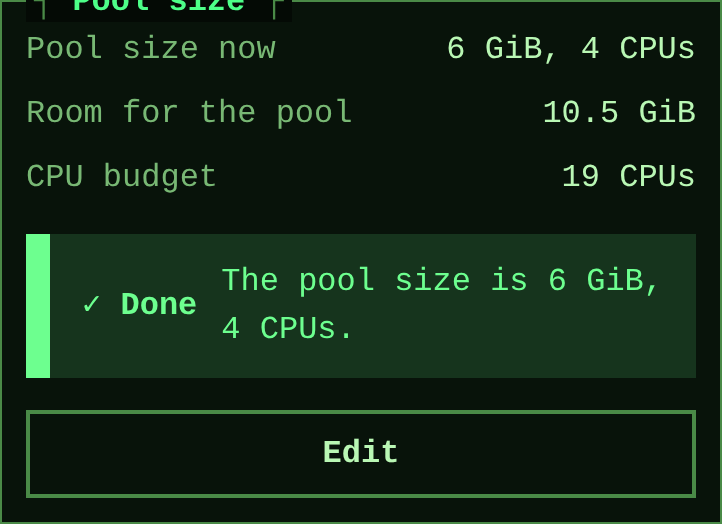 Pool size
Pool size now 6 GiB, 4 CPUs
Room for the pool 10.5 GiB
CPU budget 19 CPUs
✓ Done The pool size is 6 GiB,
4 CPUs.
Edit